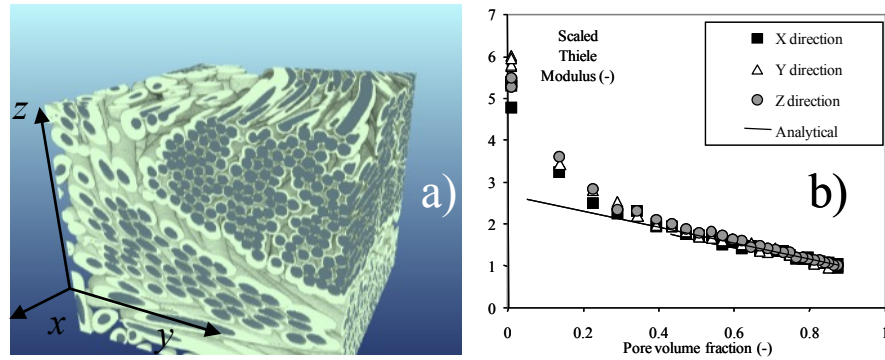 z
a)
x
y
7
6
5
4
3
2
1
0
Scaled
Thiele
Modulus (-)
X direction
Y direction
Z direction
Analytical
b)
0
0.2
0.4
0.6
0.8
1
Pore volume fraction (-)